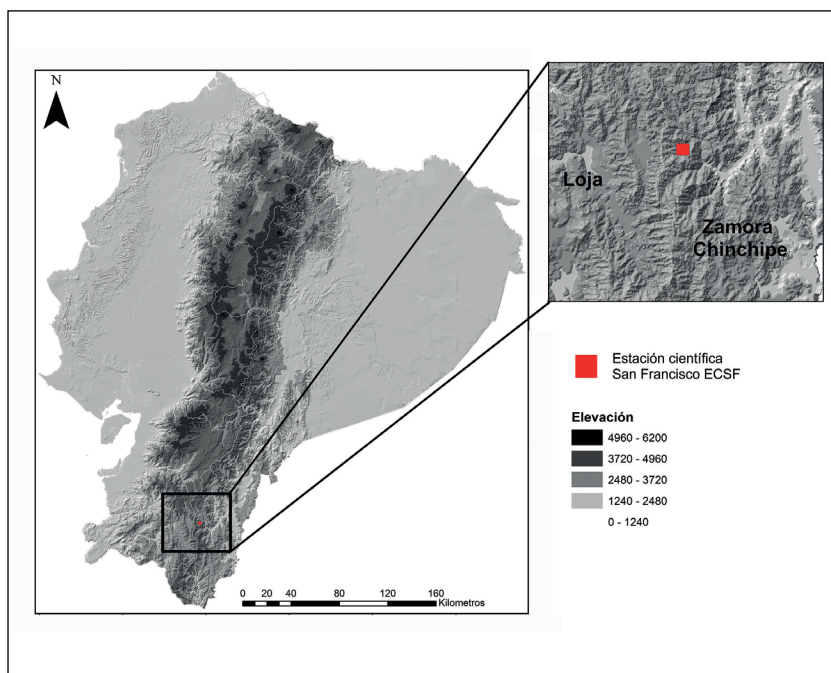 N
Loja
Zamora
Chinchipe
Estación científica
San Francisco ECSF
Elevación
4960 - 6200
3720 - 4960
2480 - 3720
1240 - 2480
0 - 1240
0 20 40 80 120 160
Kilometros